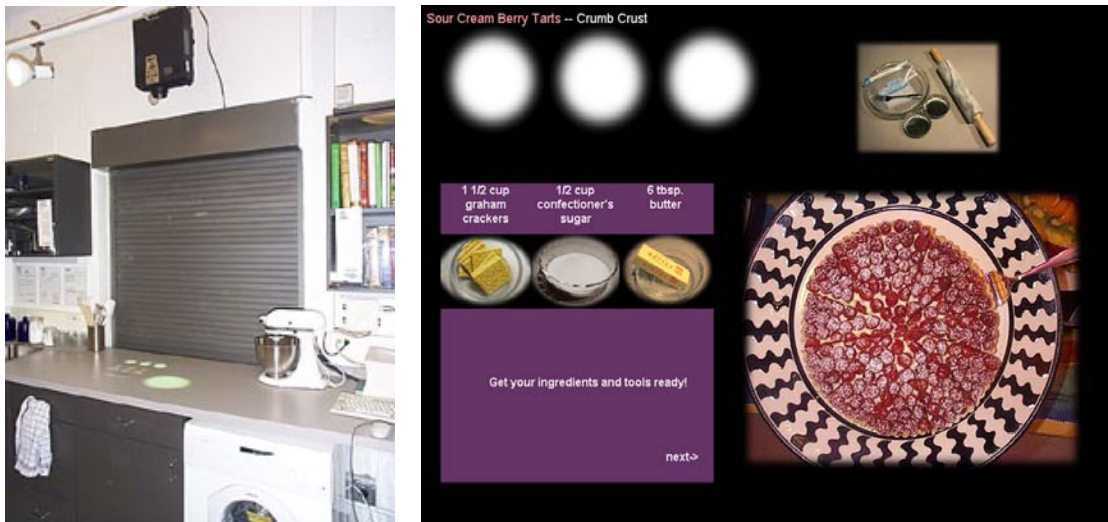 Sour Cream Berry Tarts -- Crumb Crust
1 1/2 cup
graham
crackers
1/2 cup
confectioner's
sugar
6 tbsp.
butter
BUTTER
Get your ingredients and tools ready!
next->